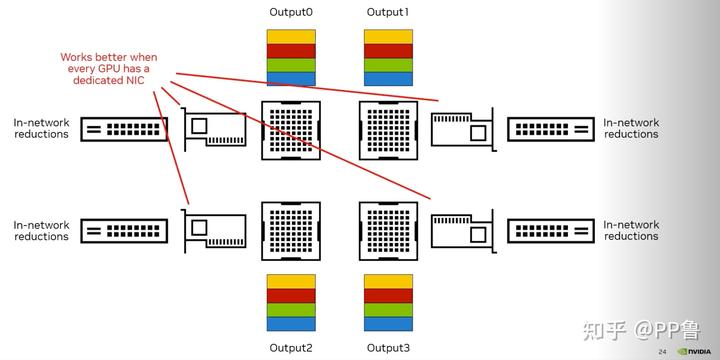 Output0
Output1
Works better when
every GPU has a
dedicated NIC
In-network
reductions
In-network
reductions
In-network
reductions
In-network
reductions
Output2
Output3
知乎 @PP鲁
24
NVIDIA